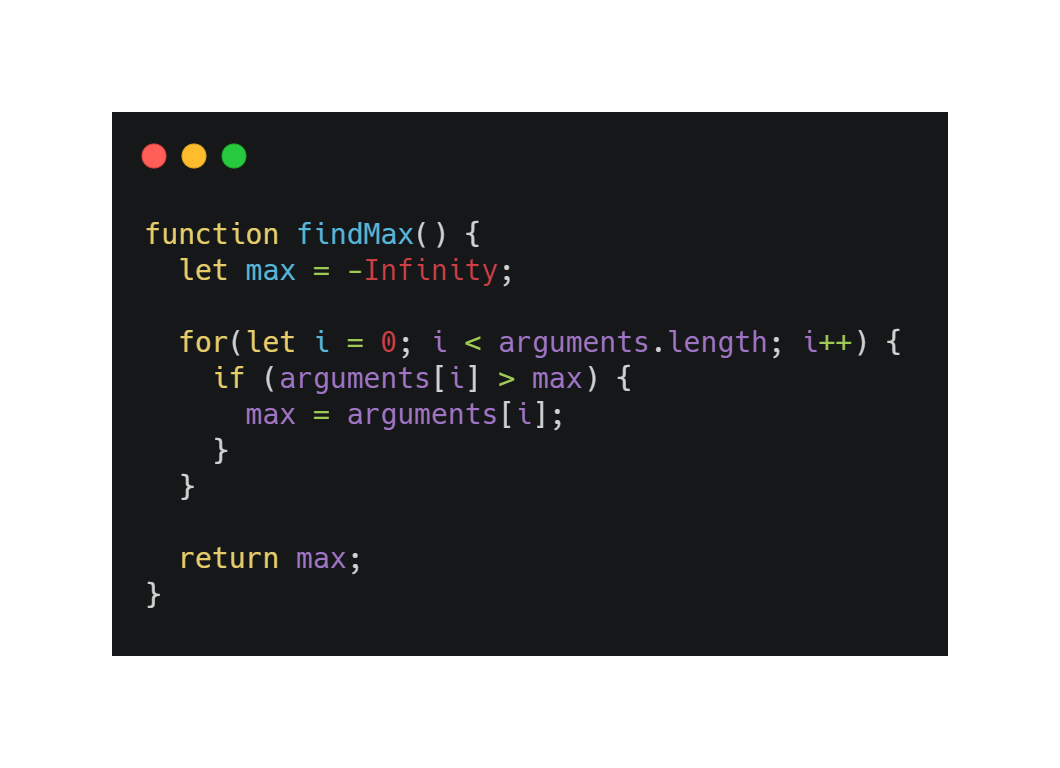 function findMax() {
  let max = -Infinity;

  for(let i = 0; i < arguments.length; i++) {
    if (arguments[i] > max) {
      max = arguments[i];
    }
  }

  return max;
}